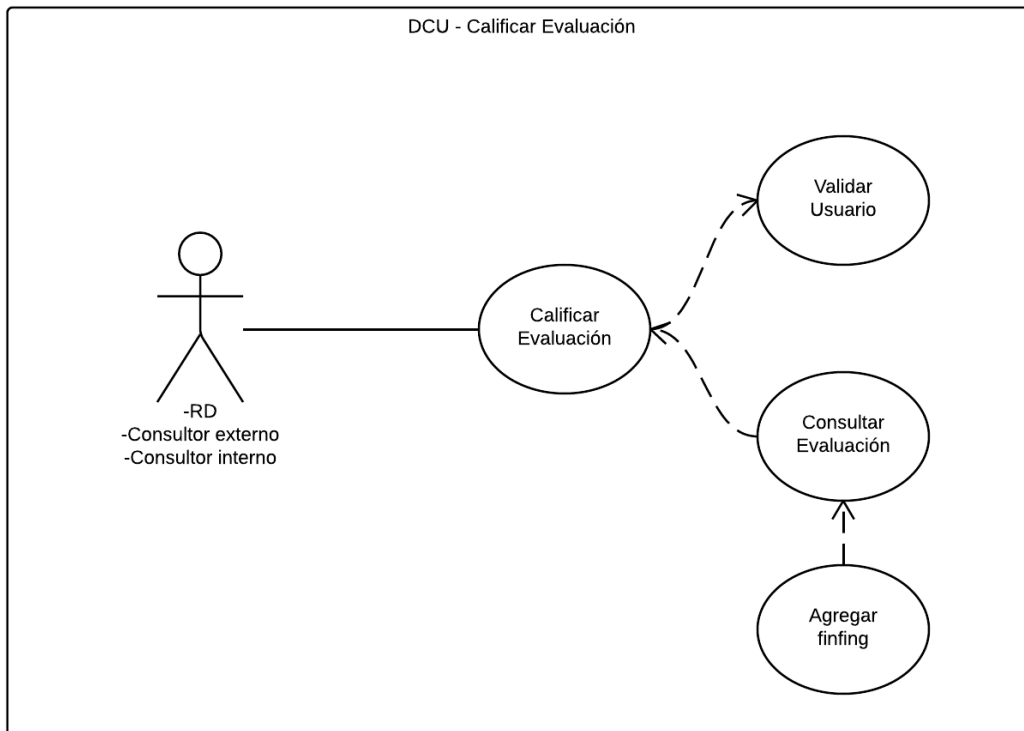 DCU - Calificar Evaluación
Validar
Usuario
Calificar
Evaluación
-RD
-Consultor externo
-Consultor interno
Consultar
Evaluación
Agregar
finfing